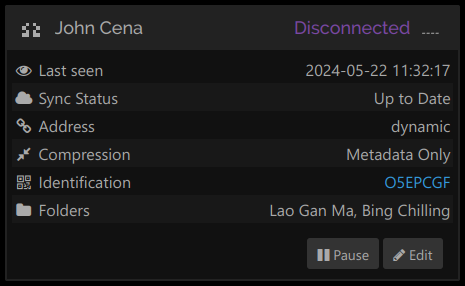 John Cena Disconnected
Last seen 2024-05-22 11:32:17
Sync Status Up to Date
Address dynamic
Compression Metadata Only
Identification O5EPCGF
Folders Lao Gan Ma, Bing Chilling
Pause Edit